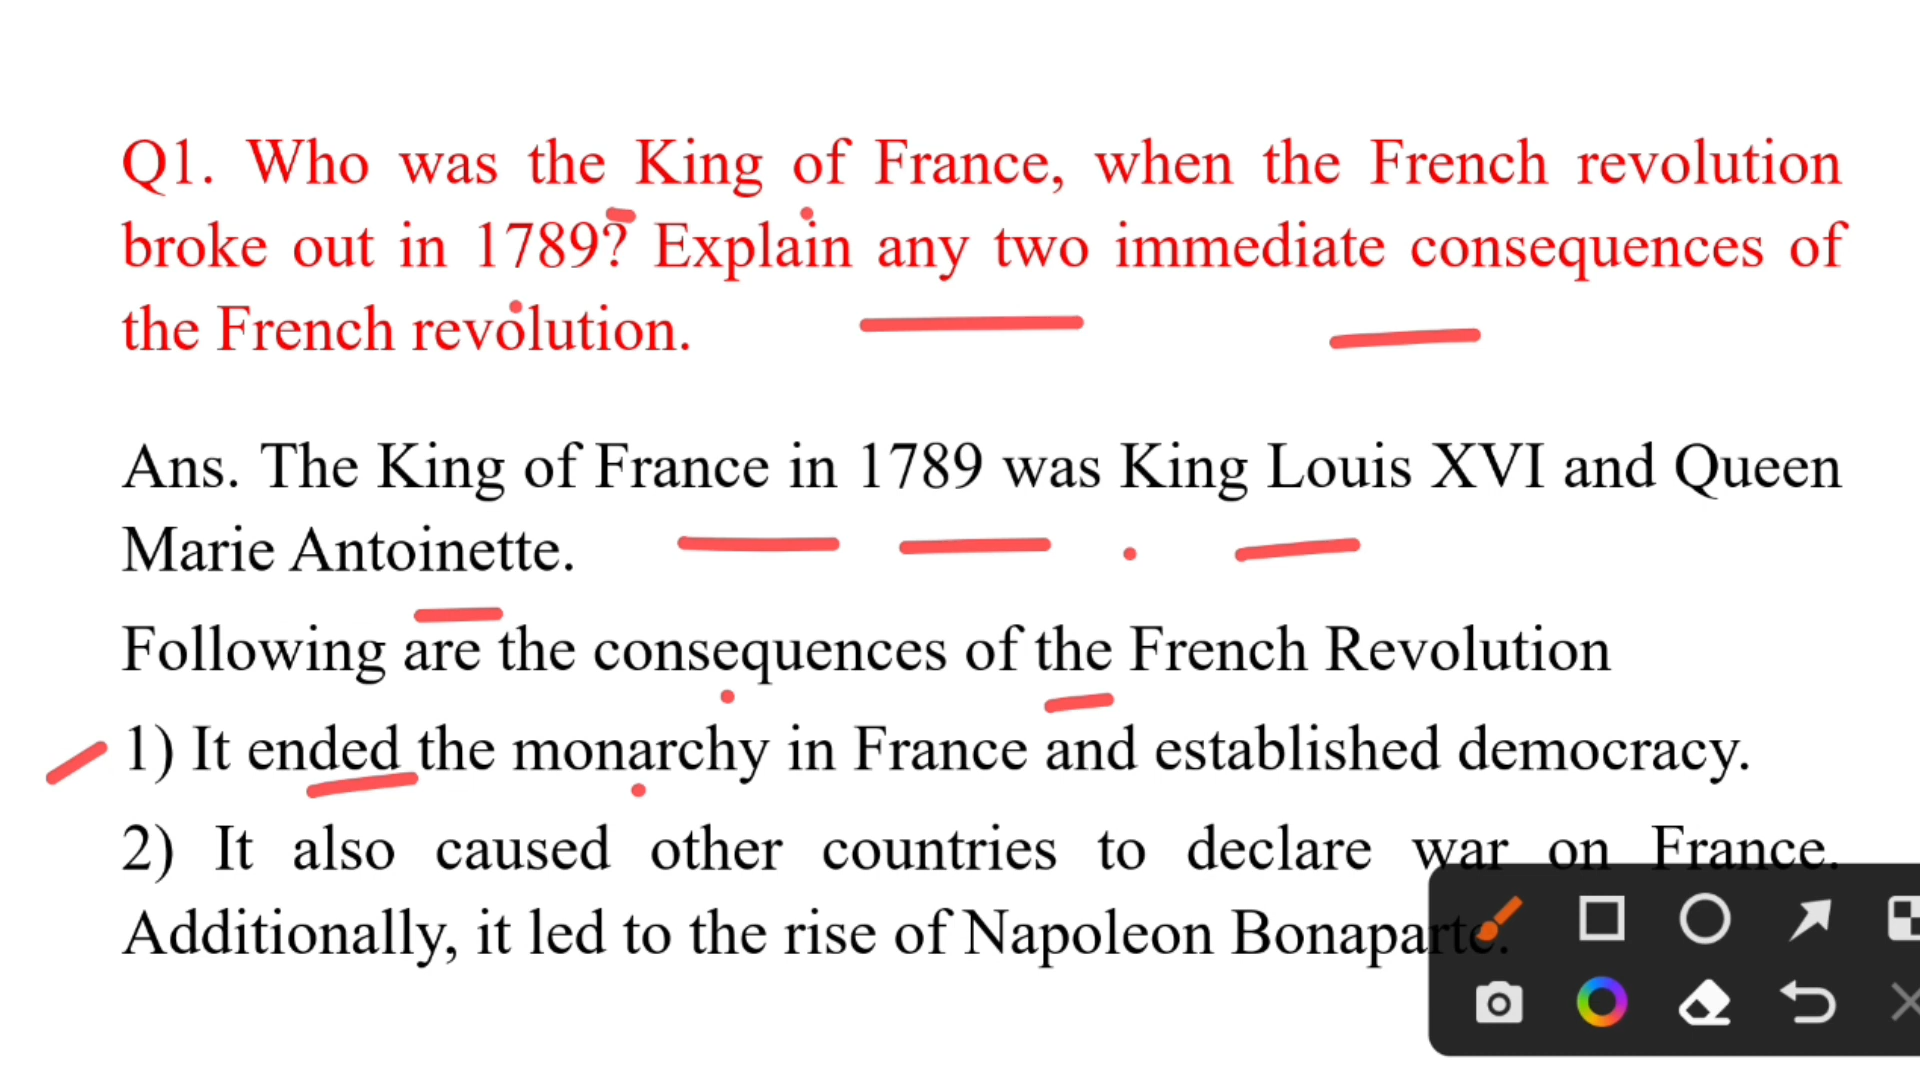 Q1. Who was the King of France, when the French revolution
broke out in 1789? Explain any two immediate consequences of
the French revolution.
Ans. The King of France in 1789 was King Louis XVI and Queen
Marie Antoinette.
Following are the consequences of the French Revolution
1) It ended the monarchy in France and established democracy.
2) It also caused other countries to declare war on France.
Additionally, it led to the rise of Napoleon Bonaparte.